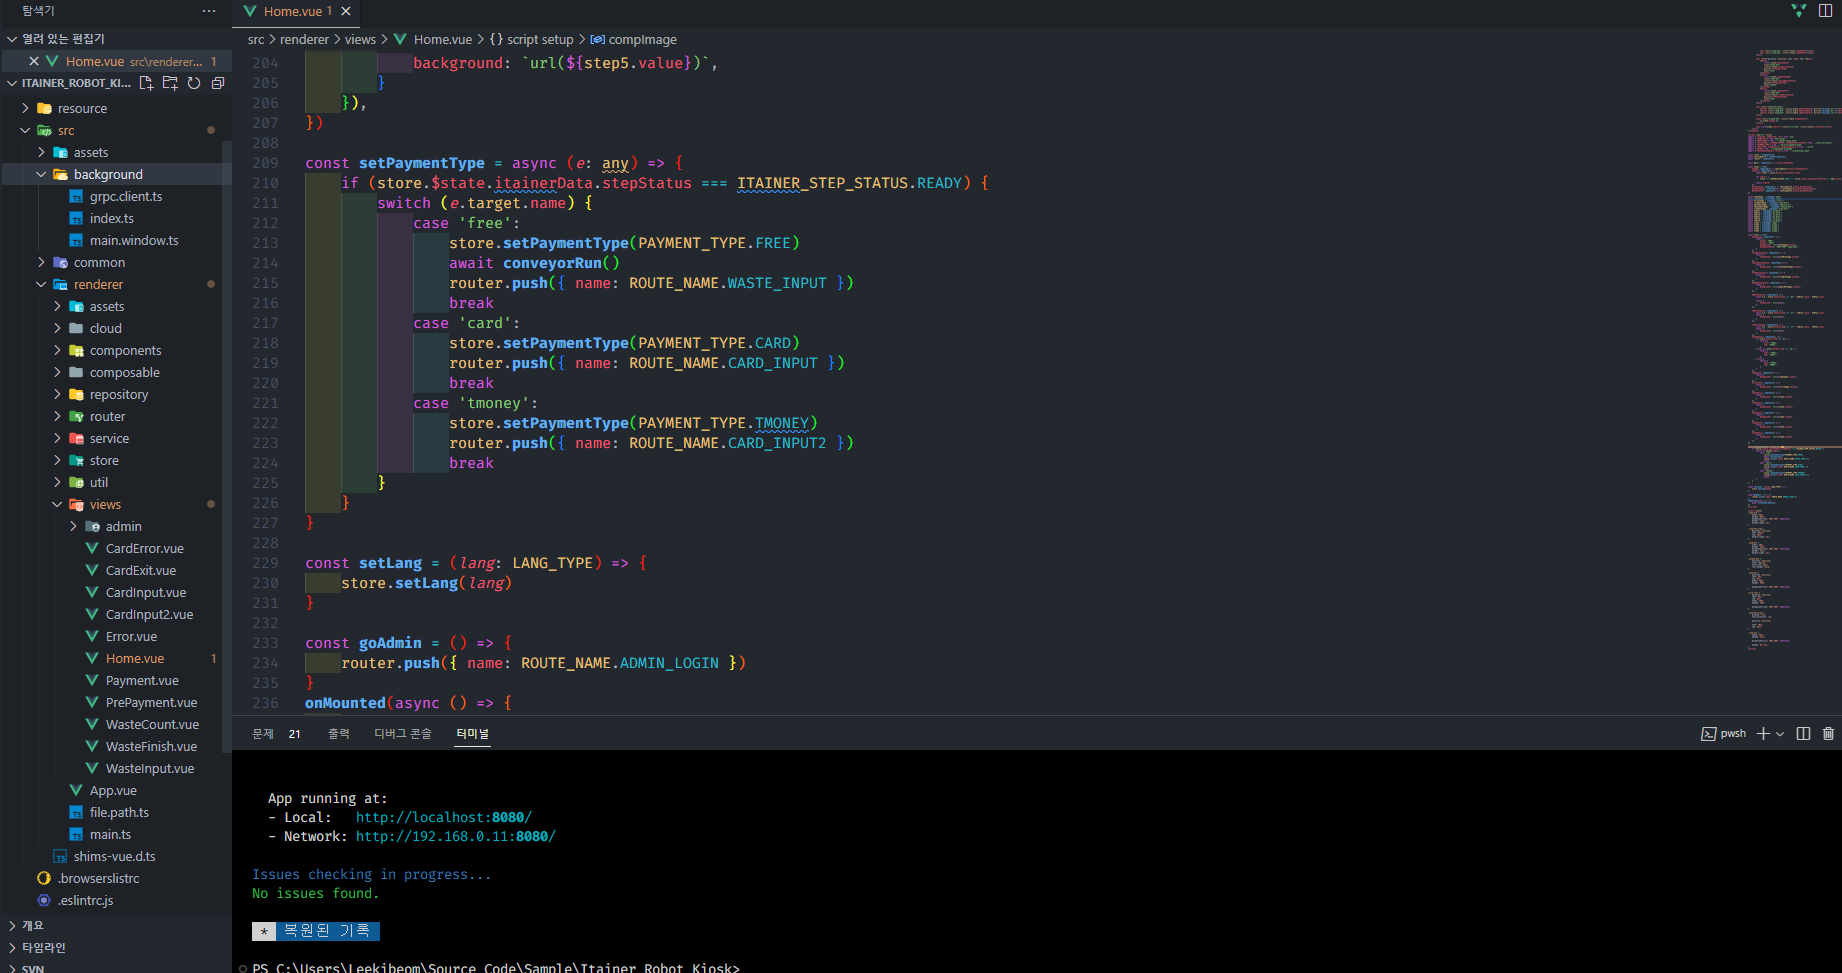 탐색기
열려 있는 편집기
Home.vue src\renderer... 1
ITAINER_ROBOT_KI...
resource
src
assets
background
grpc.client.ts
index.ts
main.window.ts
common
renderer
assets
cloud
components
composable
repository
router
service
store
util
views
admin
CardError.vue
CardExit.vue
CardInput.vue
CardInput2.vue
Error.vue
Home.vue 1
Payment.vue
PrePayment.vue
WasteCount.vue
WasteFinish.vue
WasteInput.vue
App.vue
file.path.ts
main.ts
shims-vue.d.ts
.browserslistrc
.eslintrc.js
개요
타임라인
SVN
Home.vue 1
src > renderer > views > Home.vue > {} script setup > compImage
204 background: `url(${step5.value})`,
205 }
206 }),
207 })
208
209 const setPaymentType = async (e: any) => {
210 if (store.$state.itainerData.stepStatus === ITAINER_STEP_STATUS.READY) {
211 switch (e.target.name) {
212 case 'free':
213 store.setPaymentType(PAYMENT_TYPE.FREE)
214 await conveyorRun()
215 router.push({ name: ROUTE_NAME.WASTE_INPUT })
216 break
217 case 'card':
218 store.setPaymentType(PAYMENT_TYPE.CARD)
219 router.push({ name: ROUTE_NAME.CARD_INPUT })
220 break
221 case 'tmoney':
222 store.setPaymentType(PAYMENT_TYPE.TMONEY)
223 router.push({ name: ROUTE_NAME.CARD_INPUT2 })
224 break
225 }
226 }
227 }
228
229 const setLang = (lang: LANG_TYPE) => {
230 store.setLang(lang)
231 }
232
233 const goAdmin = () => {
234 router.push({ name: ROUTE_NAME.ADMIN_LOGIN })
235 }
236 onMounted(async () => {
문제 21 출력 디버그 콘솔 터미널
pwsh
App running at:
- Local: http://localhost:8080/
- Network: http://192.168.0.11:8080/
Issues checking in progress...
No issues found.
* 복원된 기록
PS C:\Users\Leekibeom\Source Code\Sample\Itainer Robot Kiosk>